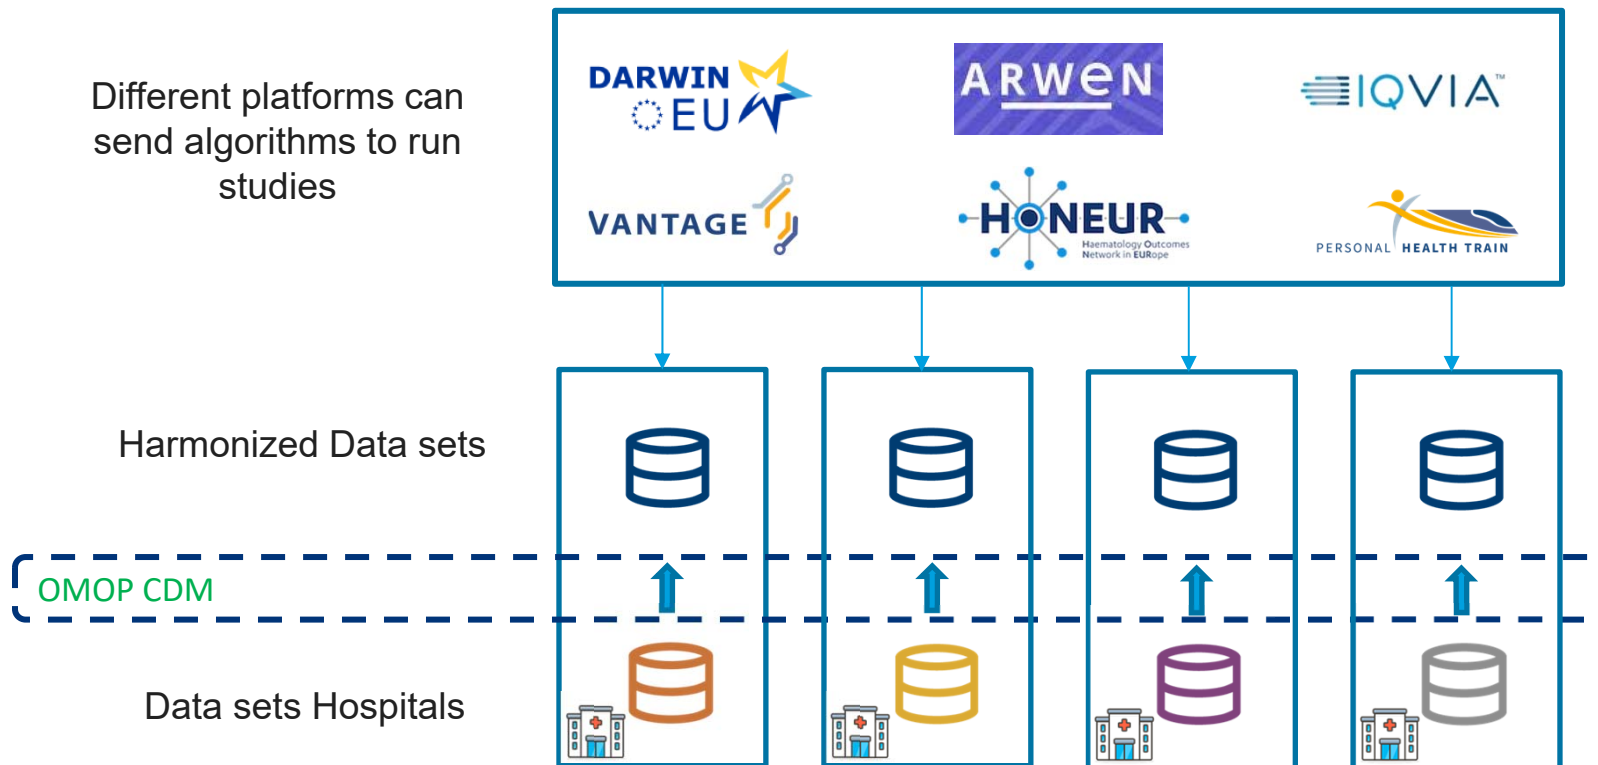 Different platforms can
send algorithms to run
studies
DARWIN
EU
ARWeN
IQVIA™
VANTAGE
HONEUR
Haematology Outcomes
Network in EURope
PERSONAL HEALTH TRAIN
Harmonized Data sets
OMOP CDM
Data sets Hospitals